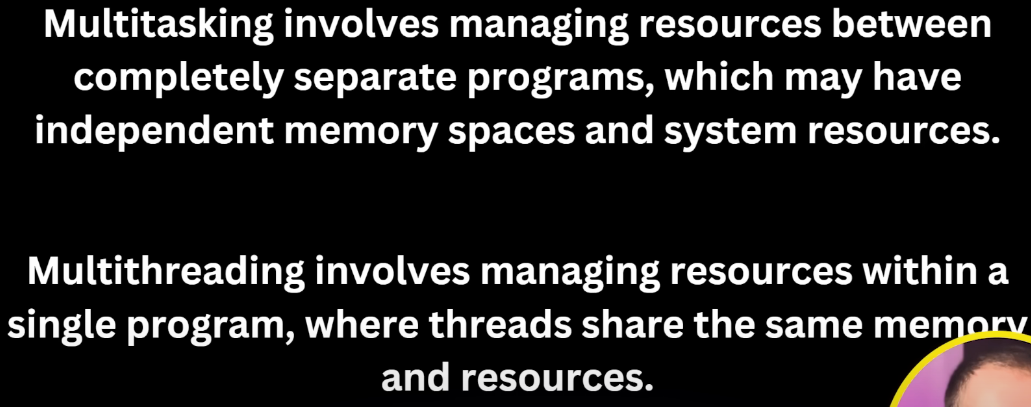 Multitasking involves managing resources between
completely separate programs, which may have
independent memory spaces and system resources.
Multithreading involves managing resources within a
single program, where threads share the same memory
and resources.